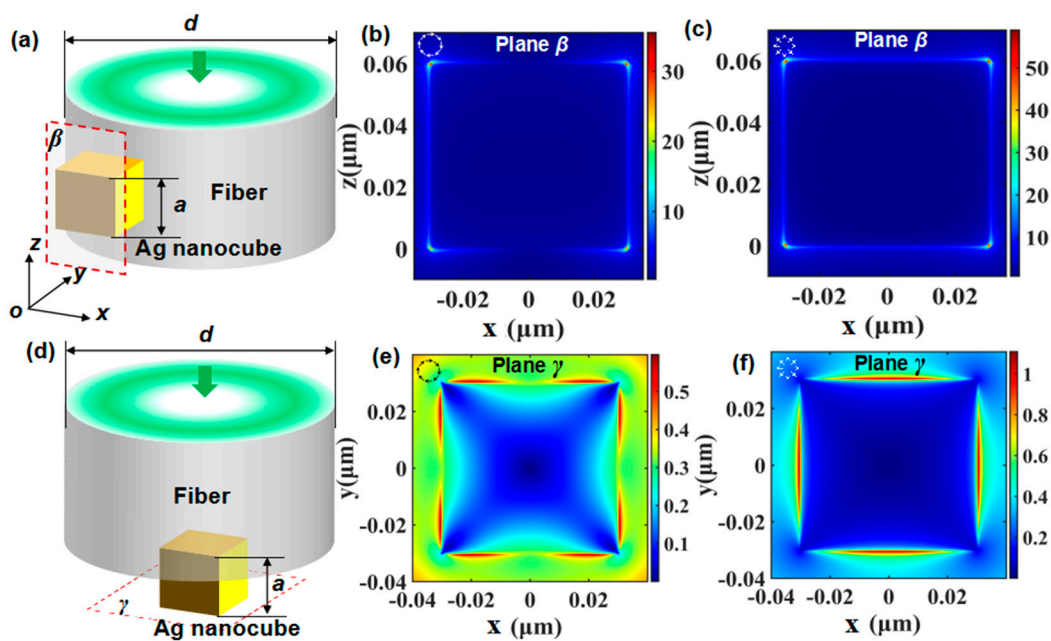 (a)
d
β
Fiber
a
Ag nanocube
z
y
o
x
(b)
Plane β
0.06
0.04
0.02
0
z(μm)
-0.02 0 0.02
x (μm)
30
20
10
(c)
Plane β
0.06
0.04
0.02
0
z(μm)
-0.02 0 0.02
x (μm)
50
40
30
20
10
(d)
d
Fiber
a
γ
Ag nanocube
(e)
Plane γ
0.02
0
-0.02
-0.04
y(μm)
-0.04 -0.02 0 0.02
x (μm)
0.5
0.4
0.3
0.2
0.1
(f)
Plane γ
0.02
0
-0.02
-0.04
y(μm)
-0.04 -0.02 0 0.02
x (μm)
1
0.8
0.6
0.4
0.2